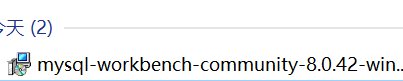 今天 (2)
mysql-workbench-community-8.0.42-win...